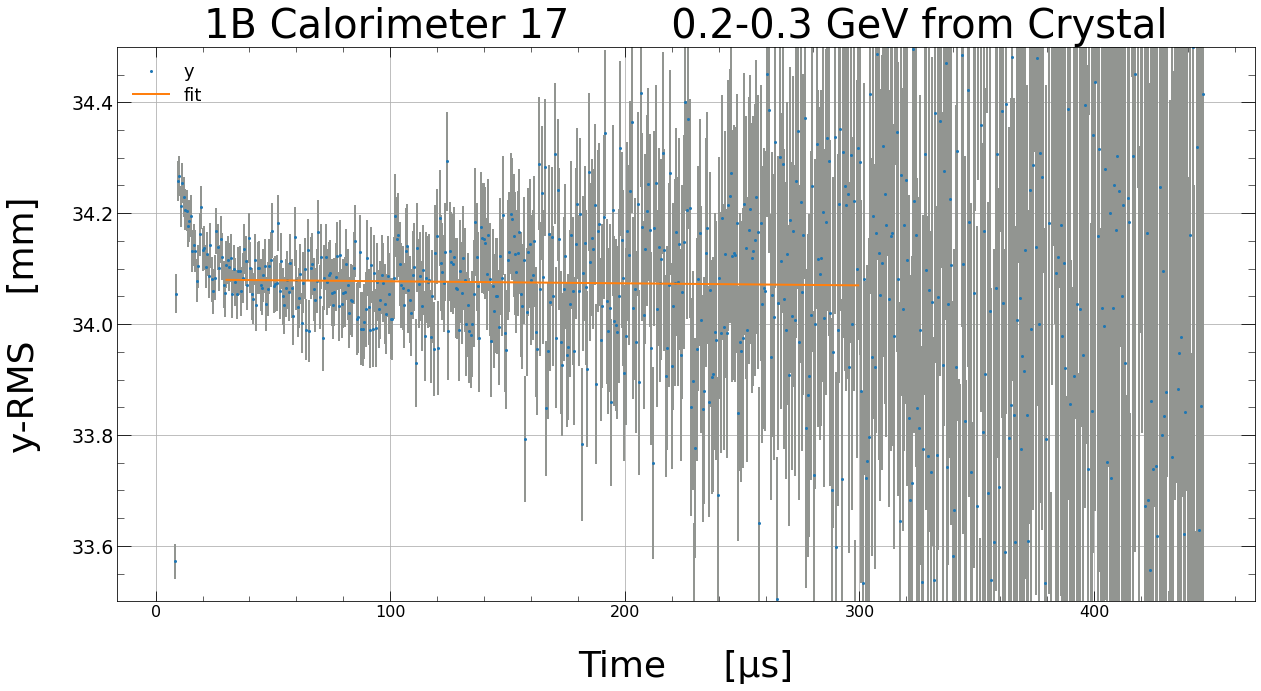 1B Calorimeter 17 0.2-0.3 GeV from Crystal
y
fit
34.4
34.2
34.0
33.8
33.6
y-RMS [mm]
0 100 200 300 400
Time [µs]